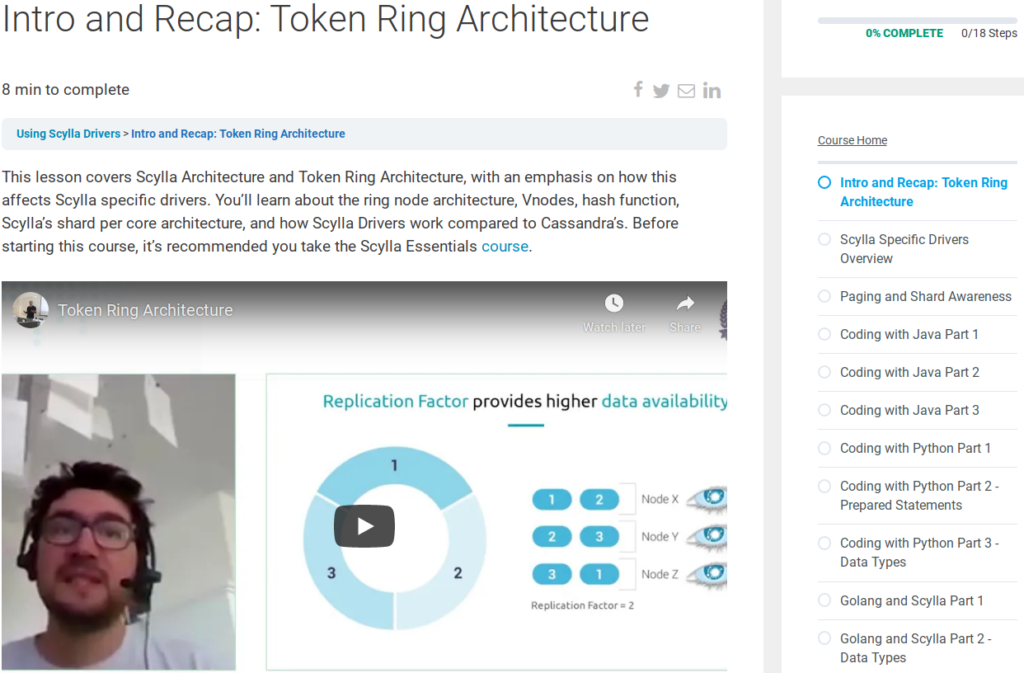 Intro and Recap: Token Ring Architecture
8 min to complete
Using Scylla Drivers > Intro and Recap: Token Ring Architecture
This lesson covers Scylla Architecture and Token Ring Architecture, with an emphasis on how this
affects Scylla specific drivers. You’ll learn about the ring node architecture, Vnodes, hash function,
Scylla’s shard per core architecture, and how Scylla Drivers work compared to Cassandra’s. Before
starting this course, it’s recommended you take the Scylla Essentials course.
Token Ring Architecture
Watch later
Share
Replication Factor provides higher data availability
1
3
2
1 2 Node X
2 3 Node Y
3 1 Node Z
Replication Factor = 2
0% COMPLETE 0/18 Steps
Course Home
Intro and Recap: Token Ring
Architecture
Scylla Specific Drivers
Overview
Paging and Shard Awareness
Coding with Java Part 1
Coding with Java Part 2
Coding with Java Part 3
Coding with Python Part 1
Coding with Python Part 2 -
Prepared Statements
Coding with Python Part 3 -
Data Types
Golang and Scylla Part 1
Golang and Scylla Part 2 -
Data Types